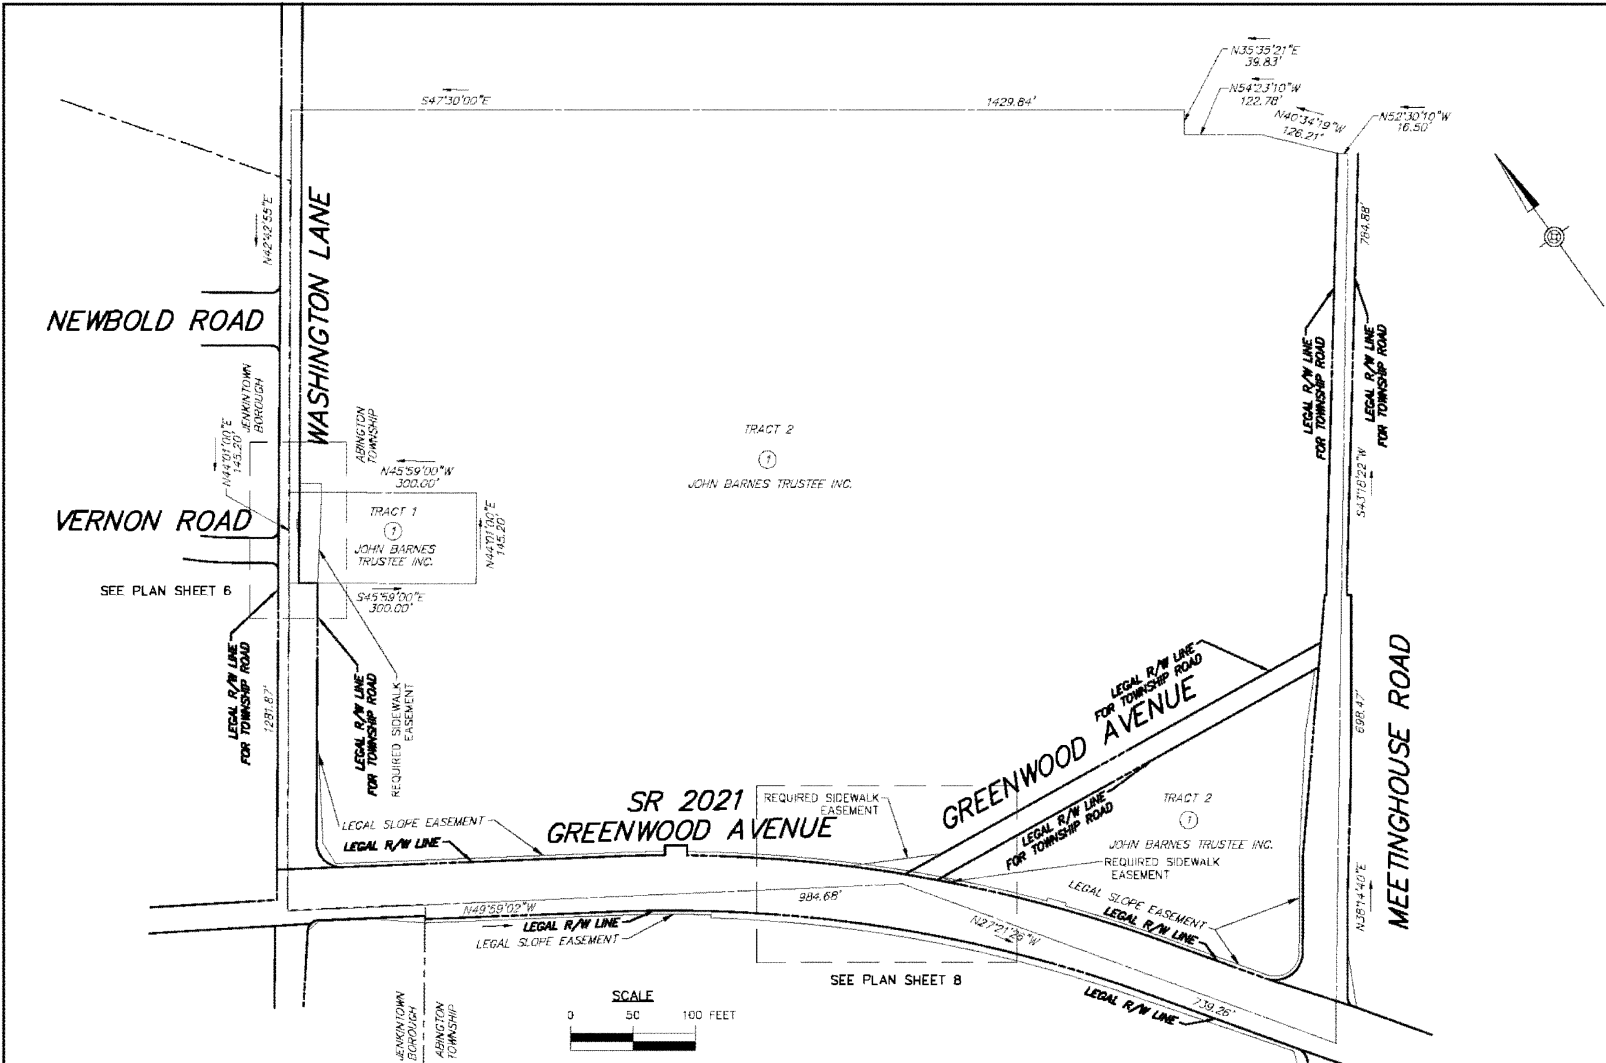 N35°35'21"E
39.83'
N54°23'10"W
122.78'
N40°34'19"W
126.21'
N52°30'10"W
16.50'
S47°30'00"E
1429.84'
N42°42'55"E
WASHINGTON LANE
784.88'
NEWBOLD ROAD
LEGAL R/W LINE
FOR TOWNSHIP ROAD
LEGAL R/W LINE
FOR TOWNSHIP ROAD
JENKINTOWN
BOROUGH
ABINGTON
TOWNSHIP
TRACT 2
1
JOHN BARNES TRUSTEE INC.
N44°01'00"E
145.20'
N45°59'00"W
300.00'
S43°18'22"W
VERNON ROAD
TRACT 1
1
JOHN BARNES
TRUSTEE INC.
N44°01'00"E
145.20'
SEE PLAN SHEET 6
S45°59'00"E
300.00'
LEGAL R/W LINE
FOR TOWNSHIP ROAD
1281.87'
LEGAL R/W LINE
FOR TOWNSHIP ROAD
REQUIRED SIDEWALK
EASEMENT
LEGAL R/W LINE
FOR TOWNSHIP ROAD
GREENWOOD AVENUE
698.47'
MEETINGHOUSE ROAD
SR 2021
GREENWOOD AVENUE
REQUIRED SIDEWALK
EASEMENT
LEGAL R/W LINE
FOR TOWNSHIP ROAD
TRACT 2
1
JOHN BARNES TRUSTEE INC.
LEGAL SLOPE EASEMENT
LEGAL R/W LINE
REQUIRED SIDEWALK
EASEMENT
LEGAL SLOPE EASEMENT
LEGAL R/W LINE
N38°14'40"E
N49°59'02"W
984.68'
N27°21'26"W
LEGAL R/W LINE
LEGAL SLOPE EASEMENT
SEE PLAN SHEET 8
LEGAL R/W LINE
739.26'
JENKINTOWN
BOROUGH
ABINGTON
TOWNSHIP
SCALE
0 50 100 FEET